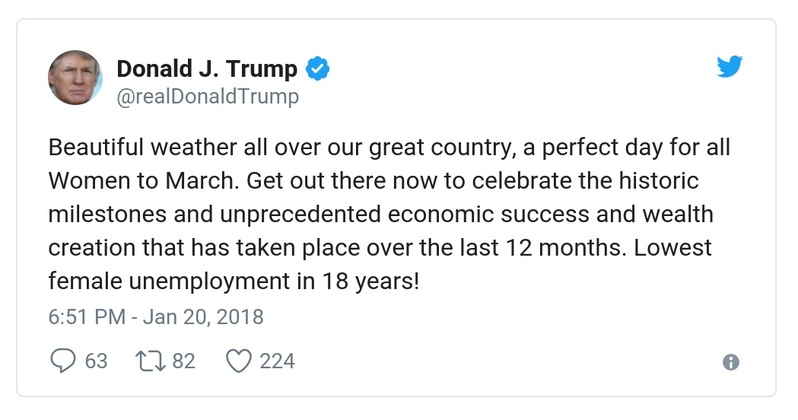 Donald J. Trump
@realDonaldTrump
Beautiful weather all over our great country, a perfect day for all
Women to March. Get out there now to celebrate the historic
milestones and unprecedented economic success and wealth
creation that has taken place over the last 12 months. Lowest
female unemployment in 18 years!
6:51 PM - Jan 20, 2018
63 82 224